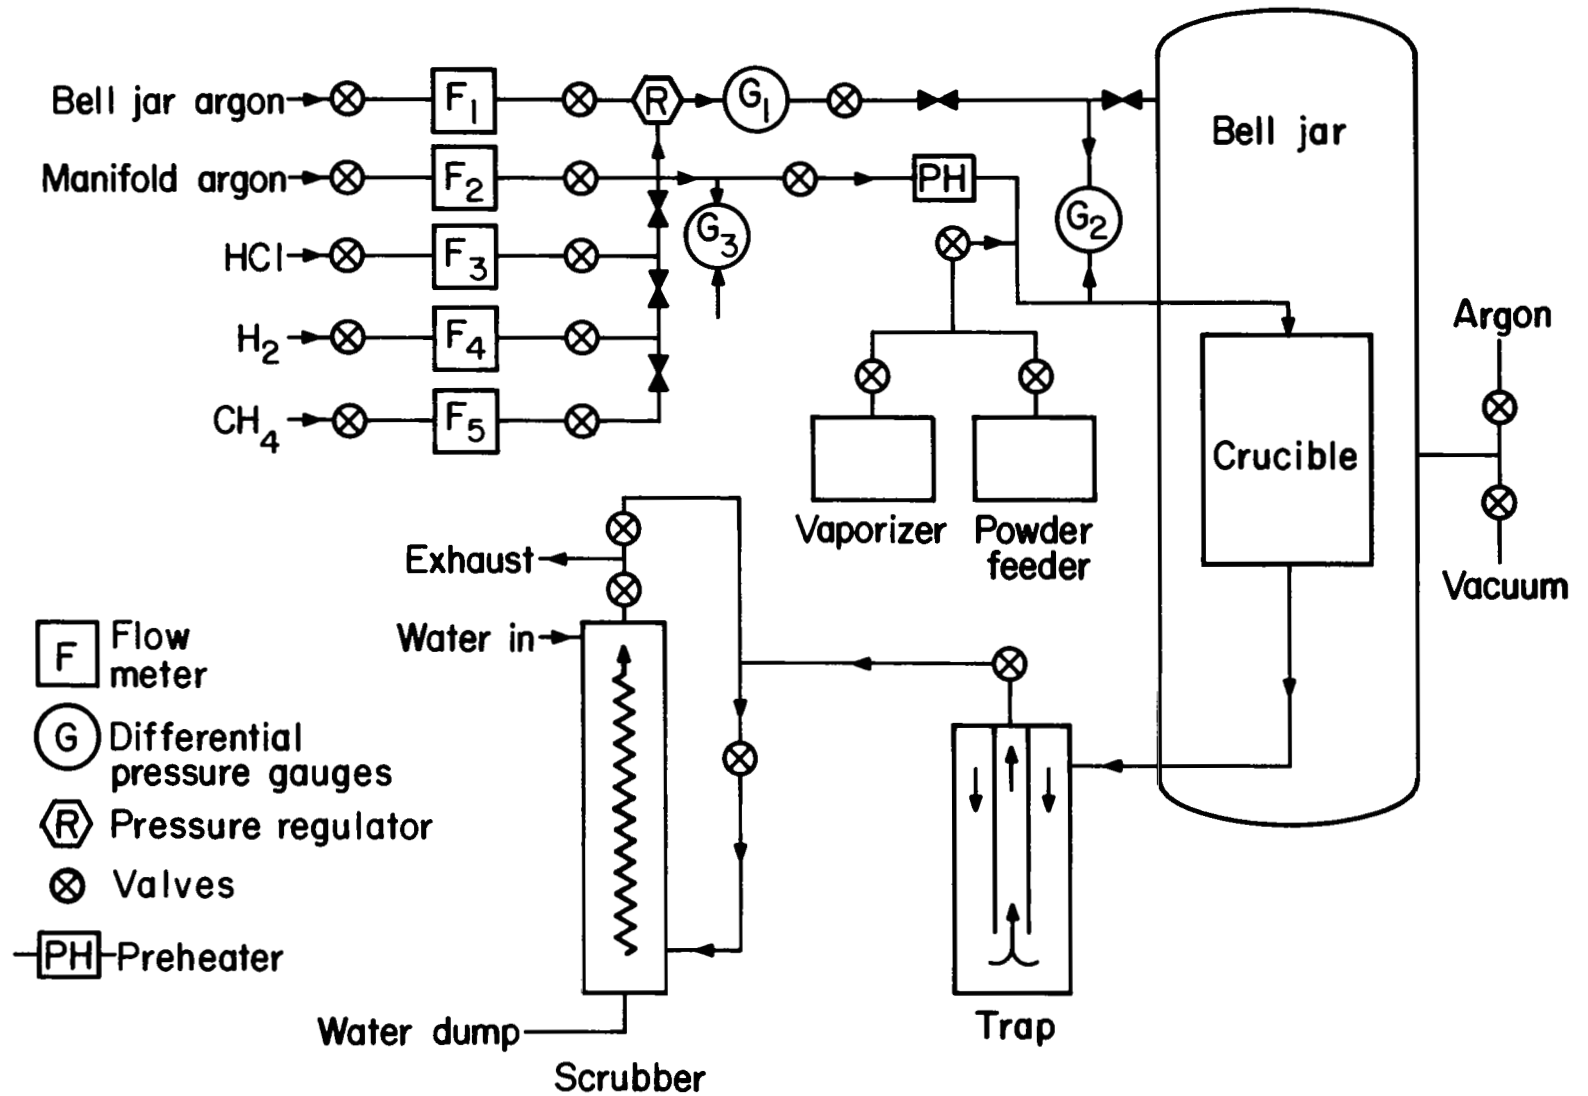 Bell jar argon
F1
R
G1
Bell jar
Manifold argon
F2
PH
G3
G2
HCl
F3
H2
F4
Argon
CH4
F5
Crucible
Vaporizer
Powder
feeder
Vacuum
Exhaust
Water in
F
Flow
meter
G
Differential
pressure gauges
R
Pressure regulator
Valves
PH
Preheater
Water dump
Scrubber
Trap